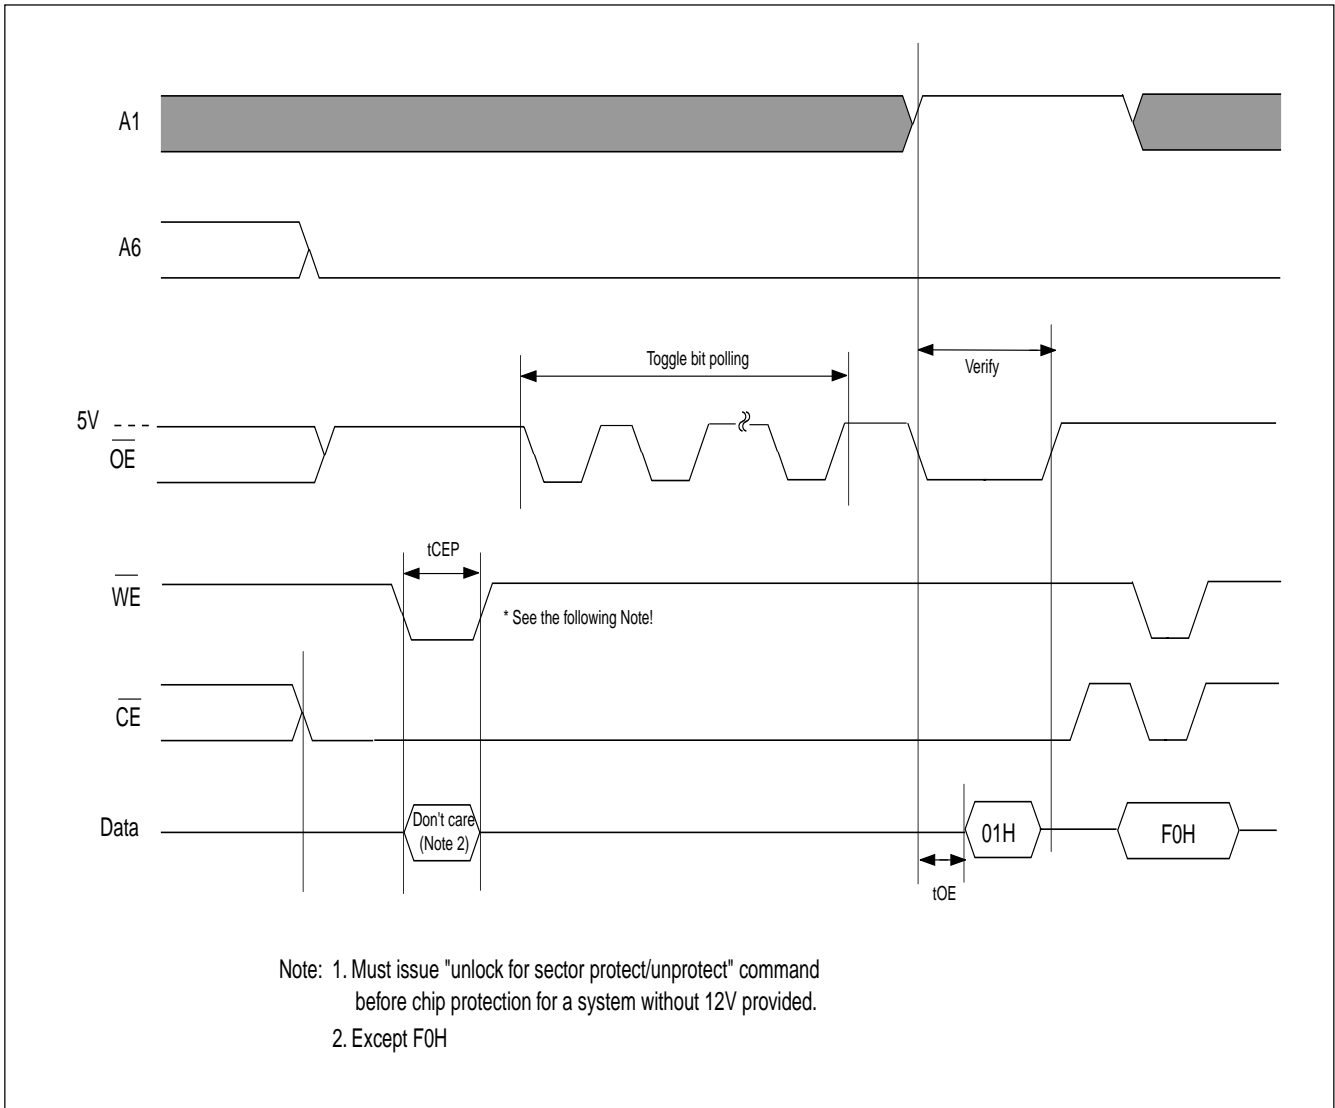 A1
A6
Toggle bit polling
Verify
5V
OE
tCEP
WE
* See the following Note!
CE
Data
Don't care
(Note 2)
01H
F0H
tOE
Note: 1. Must issue "unlock for sector protect/unprotect" command
before chip protection for a system without 12V provided.
2. Except F0H